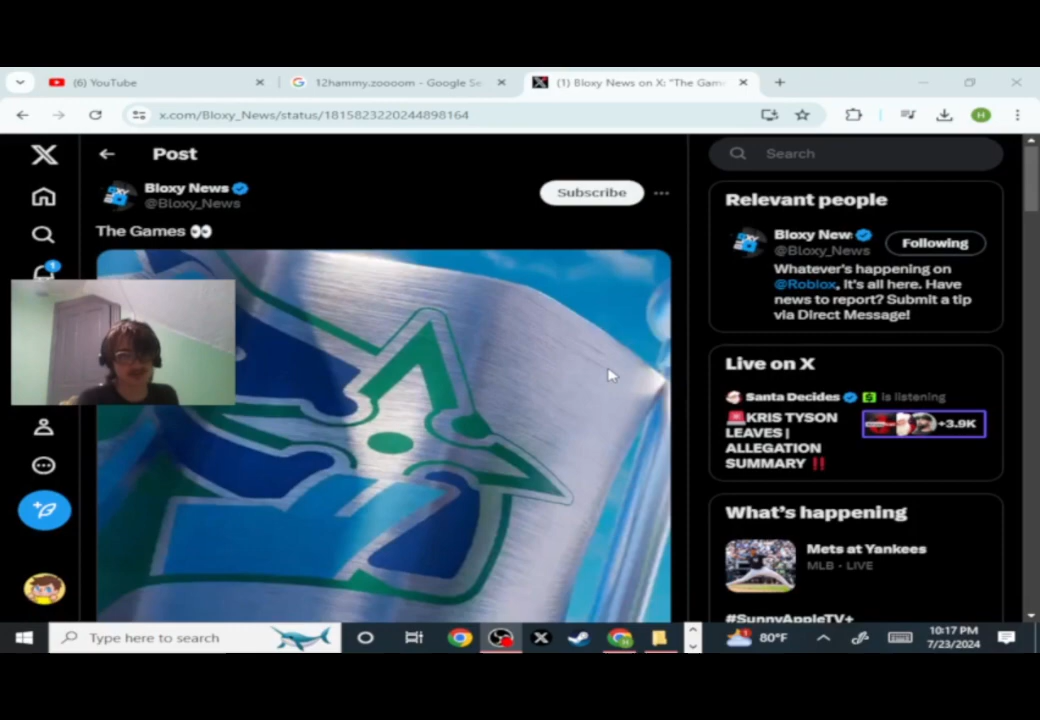 (6) YouTube
12hammy.zoooom - Google Se
(1) Bloxy News on X: "The Gam
x.com/Bloxy_News/status/1815823220244898164
H
Post
Search
Bloxy News
@Bloxy_News
Subscribe
The Games 👀
Relevant people
Bloxy New
@Bloxy_News
Following
Whatever's happening on
@Roblox, it's all here. Have
news to report? Submit a tip
via Direct Message!
1
Live on X
Santa Decides is listening
🚨KRIS TYSON
LEAVES |
ALLEGATION
SUMMARY ‼️
+3.9K
What's happening
Mets at Yankees
MLB · LIVE
#SunnyAppleTV+
Type here to search
80°F
10:17 PM
7/23/2024